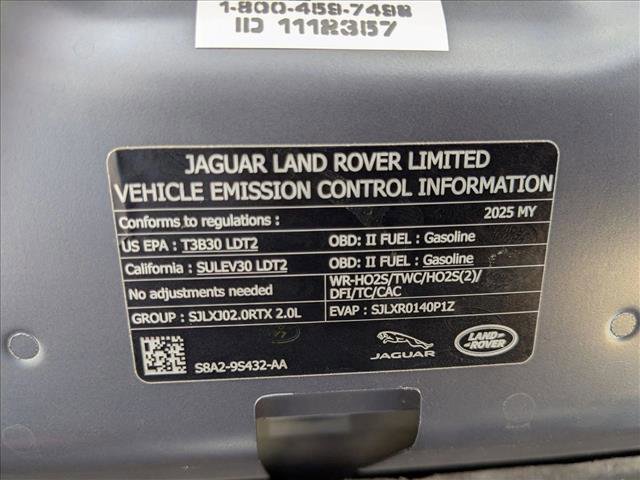 1-800-459-7498
ID 1112357
JAGUAR LAND ROVER LIMITED
VEHICLE EMISSION CONTROL INFORMATION
Conforms to regulations : 2025 MY
US EPA : T3B30 LDT2 OBD: II FUEL : Gasoline
California : SULEV30 LDT2 OBD: II FUEL : Gasoline
No adjustments needed WR-HO2S/TWC/HO2S(2)/
DFI/TC/CAC
GROUP : SJLXJ02.0RTX 2.0L EVAP : SJLXR0140P1Z
S8A2-9S432-AA
JAGUAR
LAND-
ROVER